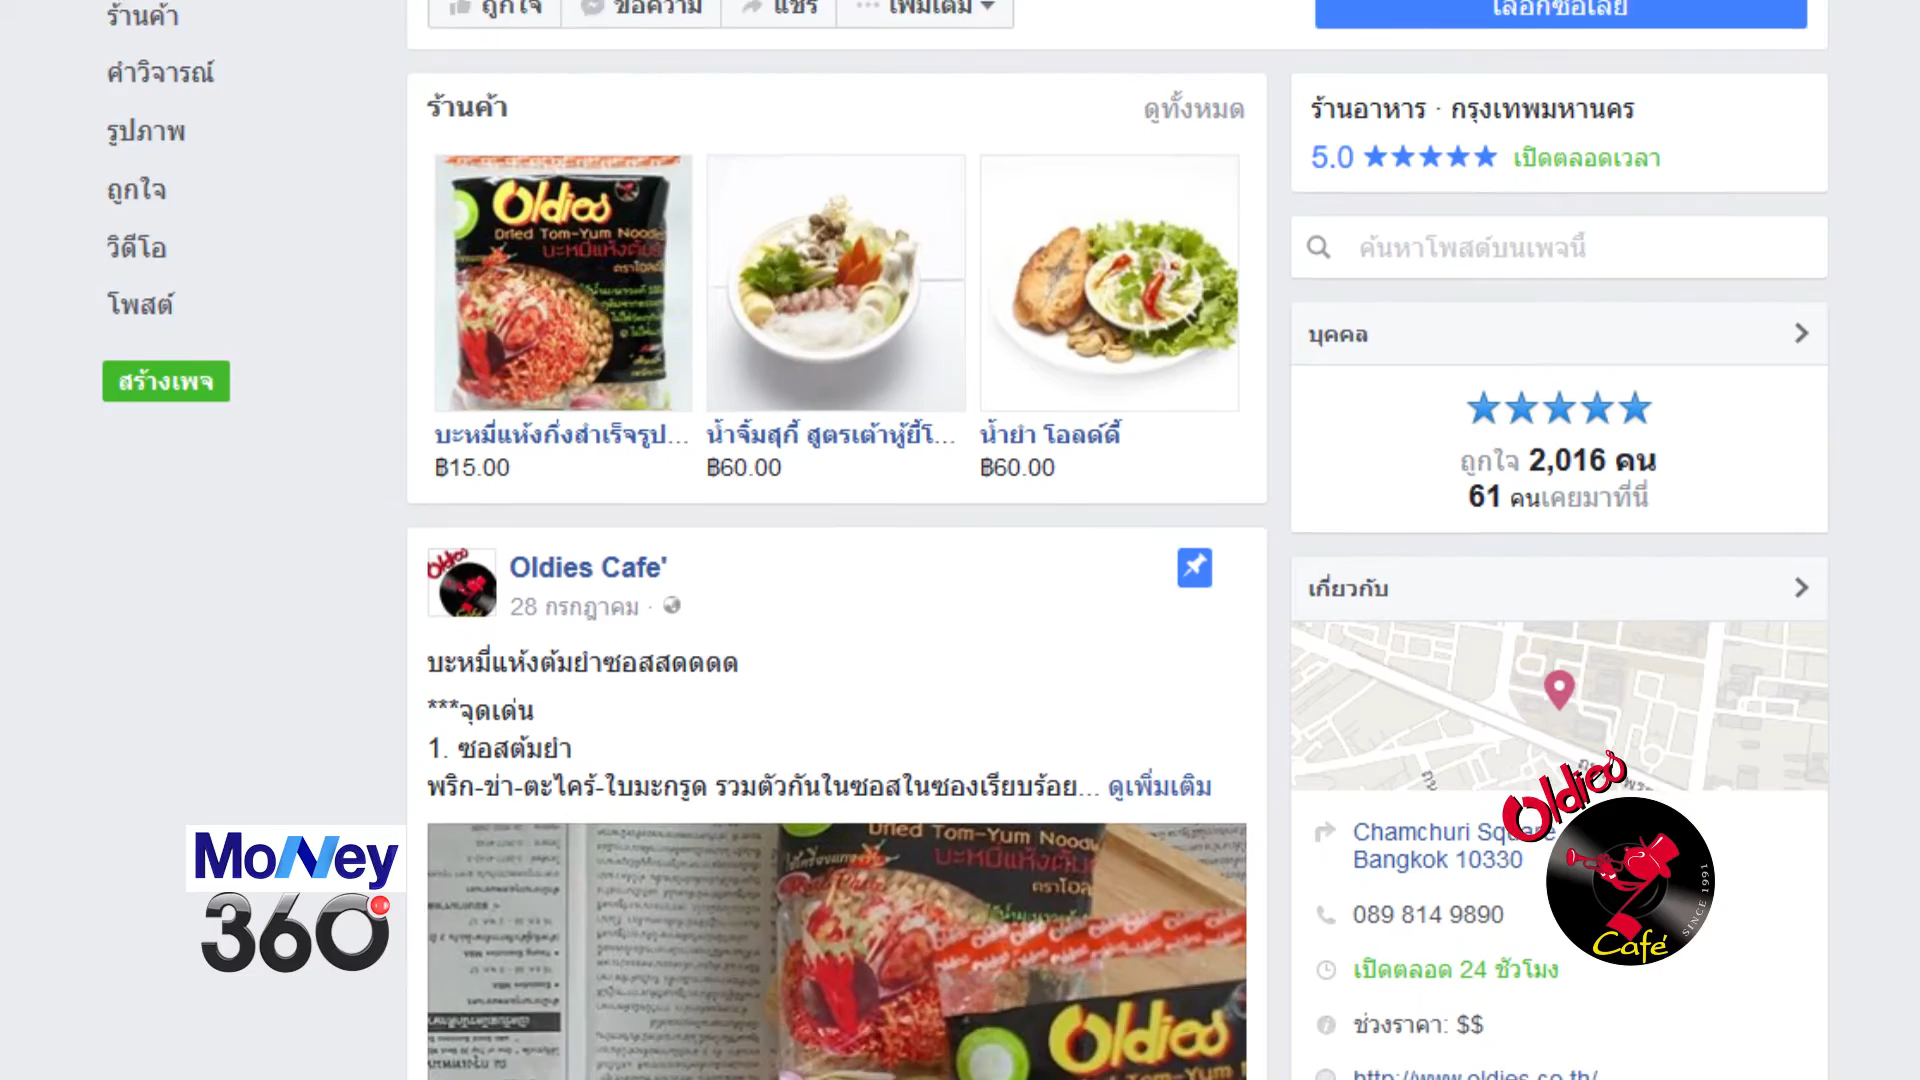 ร้านค้า
คำวิจารณ์
รูปภาพ
ถูกใจ
วิดีโอ
โพสต์
สร้างเพจ
ถูกใจ
ข้อความ
แชร์
เพิ่มเติม
เลือกซื้อเลย
ร้านค้า
ดูทั้งหมด
Oldies
Dried Tom-Yum Noodle
บะหมี่แห้งกึ่งสำเร็จรูป...
฿15.00
น้ำจิ้มสุกี้ สูตรเต้าหู้ยี้โ...
฿60.00
น้ำยำ โอลด์ดี้
฿60.00
Oldies Cafe'
28 กรกฎาคม ·
บะหมี่แห้งต้มยำซอสสดดดด
***จุดเด่น
1. ซอสต้มยำ
พริก-ข่า-ตะไคร้-ใบมะกรูด รวมตัวกันในซอสในซองเรียบร้อย... ดูเพิ่มเติม
Dried Tom-Yum
Oldies
ร้านอาหาร · กรุงเทพมหานคร
5.0 ★★★★★ เปิดตลอดเวลา
ค้นหาโพสต์บนเพจนี้
บุคคล
ถูกใจ 2,016 คน
61 คนเคยมาที่นี่
เกี่ยวกับ
Chamchuri Square
Bangkok 10330
089 814 9890
เปิดตลอด 24 ชั่วโมง
ช่วงราคา: $$
http://www.oldies.co.th/
Oldies
Café
SINCE 1991
Money
360